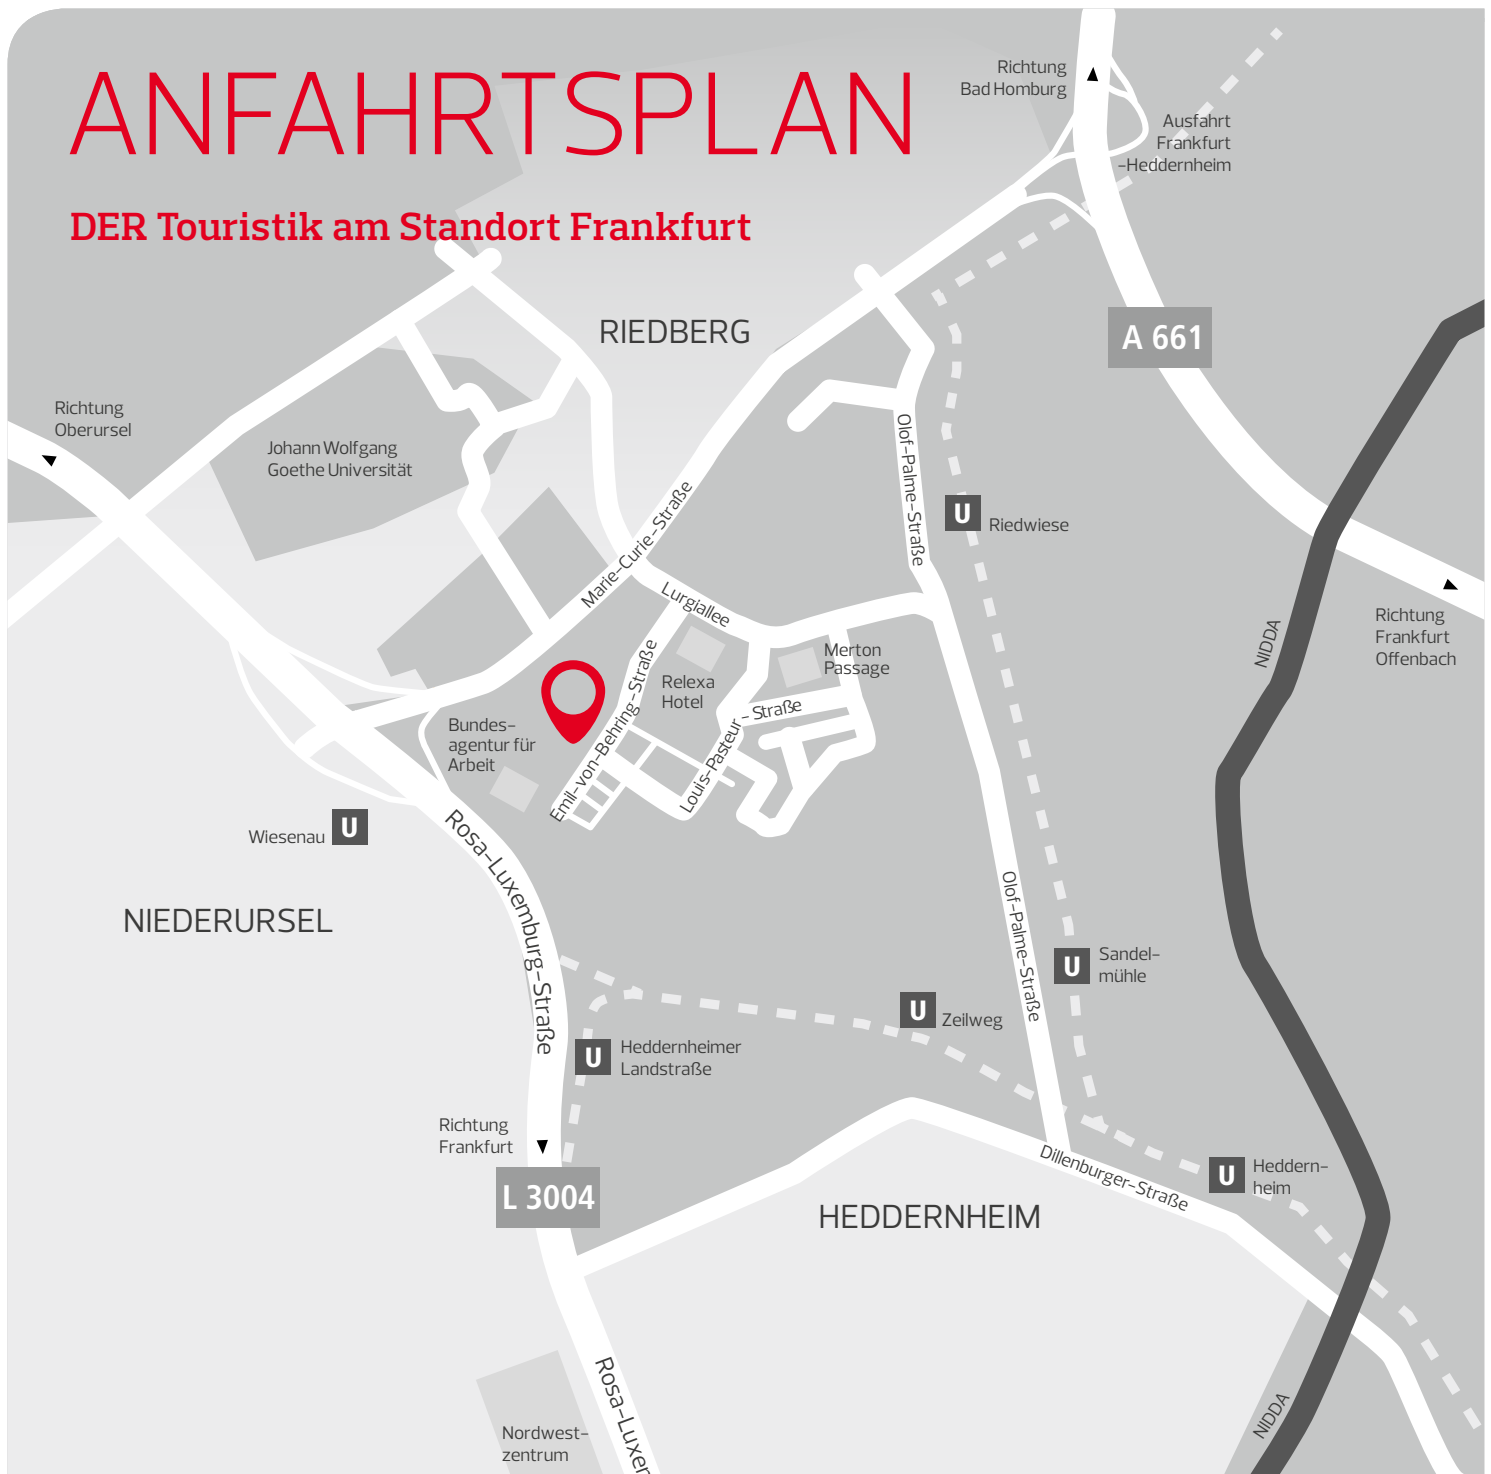 ANFAHRTSPLAN
DER Touristik am Standort Frankfurt
Richtung
Bad Homburg
Ausfahrt
Frankfurt
-Heddernheim
RIEDBERG
A 661
Richtung
Oberursel
Johann Wolfgang
Goethe Universität
Olof-Palme-Straße
Marie-Curie-Straße
U
Riedwiese
Lurgiallee
Richtung
Frankfurt
Offenbach
NIDDA
Merton
Passage
Relexa
Hotel
Emil-von-Behring-Straße
Louis-Pasteur-Straße
Bundes-
agentur für
Arbeit
Wiesenau
U
Rosa-Luxemburg-Straße
NIEDERURSEL
Olof-Palme-Straße
U
Sandel-
mühle
U
Zeilweg
U
Heddernheimer
Landstraße
Richtung
Frankfurt
L 3004
Dillenburger-Straße
U
Heddern-
heim
HEDDERNHEIM
Rosa-Luxer
NIDDA
Nordwest-
zentrum